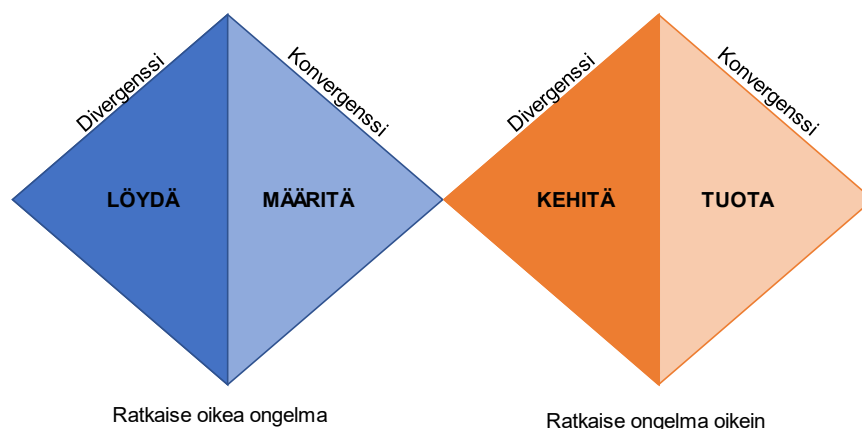 Divergenssi
Konvergenssi
Divergenssi
Konvergenssi
LÖYDÄ
MÄÄRITÄ
KEHITÄ
TUOTA
Ratkaise oikea ongelma
Ratkaise ongelma oikein